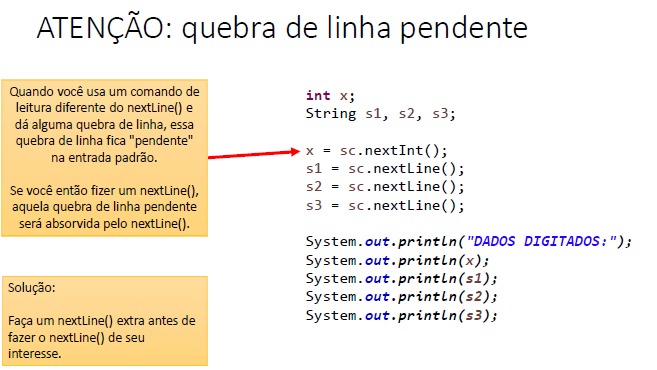 ATENÇÃO: quebra de linha pendente
Quando você usa um comando de
leitura diferente do nextLine() e
dá alguma quebra de linha, essa
quebra de linha fica "pendente"
na entrada padrão.
Se você então fizer um nextLine(),
aquela quebra de linha pendente
será absorvida pelo nextLine().
Solução:
Faça um nextLine() extra antes de
fazer o nextLine() de seu
interesse.
int x;
String s1, s2, s3;
x = sc.nextInt();
s1 = sc.nextLine();
s2 = sc.nextLine();
s3 = sc.nextLine();
System.out.println("DADOS DIGITADOS:");
System.out.println(x);
System.out.println(s1);
System.out.println(s2);
System.out.println(s3);